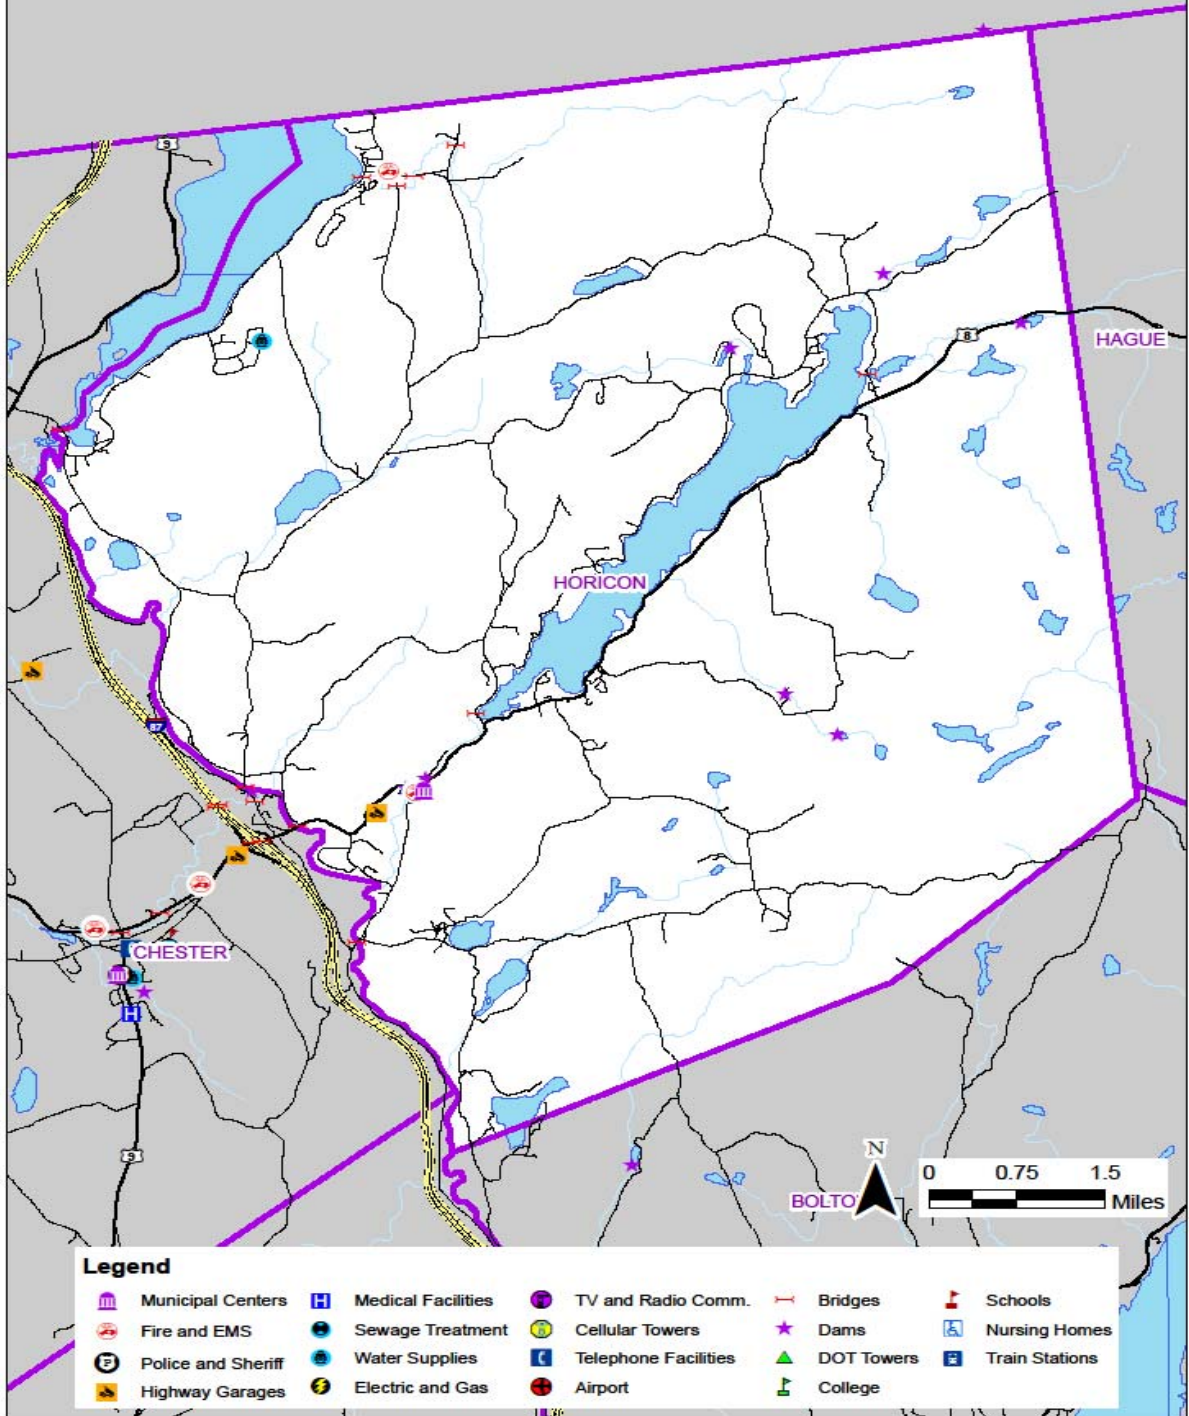 9
8
HAGUE
HORICON
87
CHESTER
H
9
N
0 0.75 1.5
Miles
BOLTO
Legend
Municipal Centers H Medical Facilities TV and Radio Comm. Bridges Schools
Fire and EMS Sewage Treatment Cellular Towers Dams Nursing Homes
P Police and Sheriff Water Supplies Telephone Facilities DOT Towers Train Stations
Highway Garages Electric and Gas Airport College